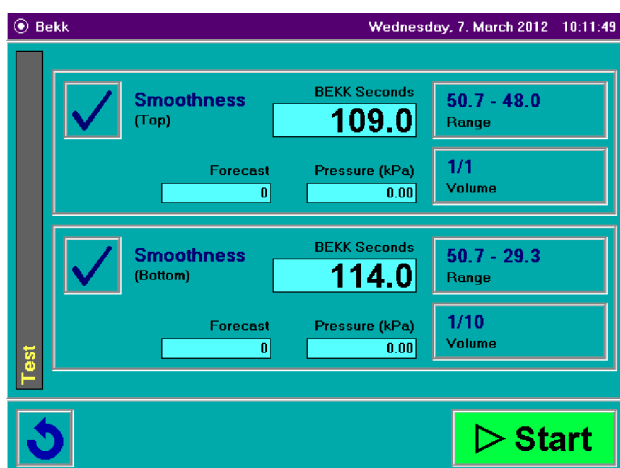 Bekk
Wednesday, 7. March 2012 10:11:49
Test
Smoothness
(Top)
BEKK Seconds
109.0
50.7 - 48.0
Range
Forecast
0
Pressure (kPa)
0.00
1/1
Volume
Smoothness
(Bottom)
BEKK Seconds
114.0
50.7 - 29.3
Range
Forecast
0
Pressure (kPa)
0.00
1/10
Volume
Start